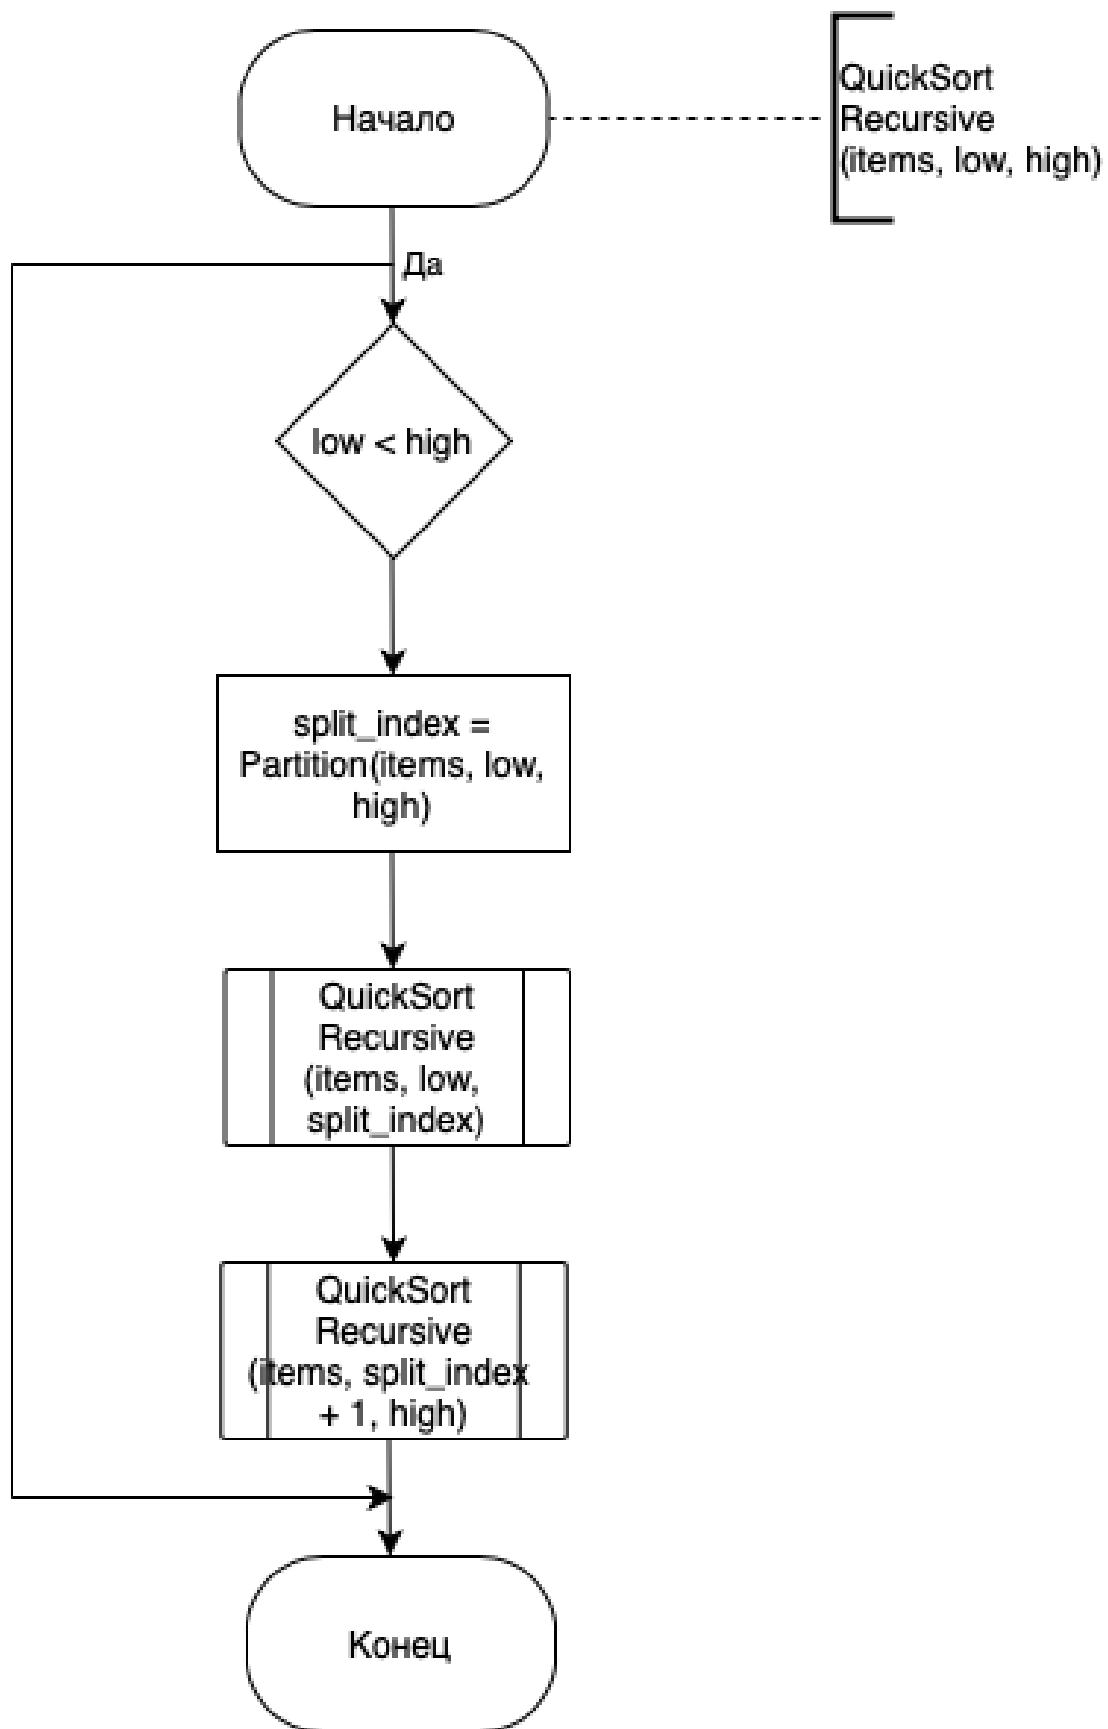 Начало
QuickSort
Recursive
(items, low, high)
Да
low < high
split_index =
Partition(items, low,
high)
QuickSort
Recursive
(items, low,
split_index)
QuickSort
Recursive
(items, split_index
+ 1, high)
Конец